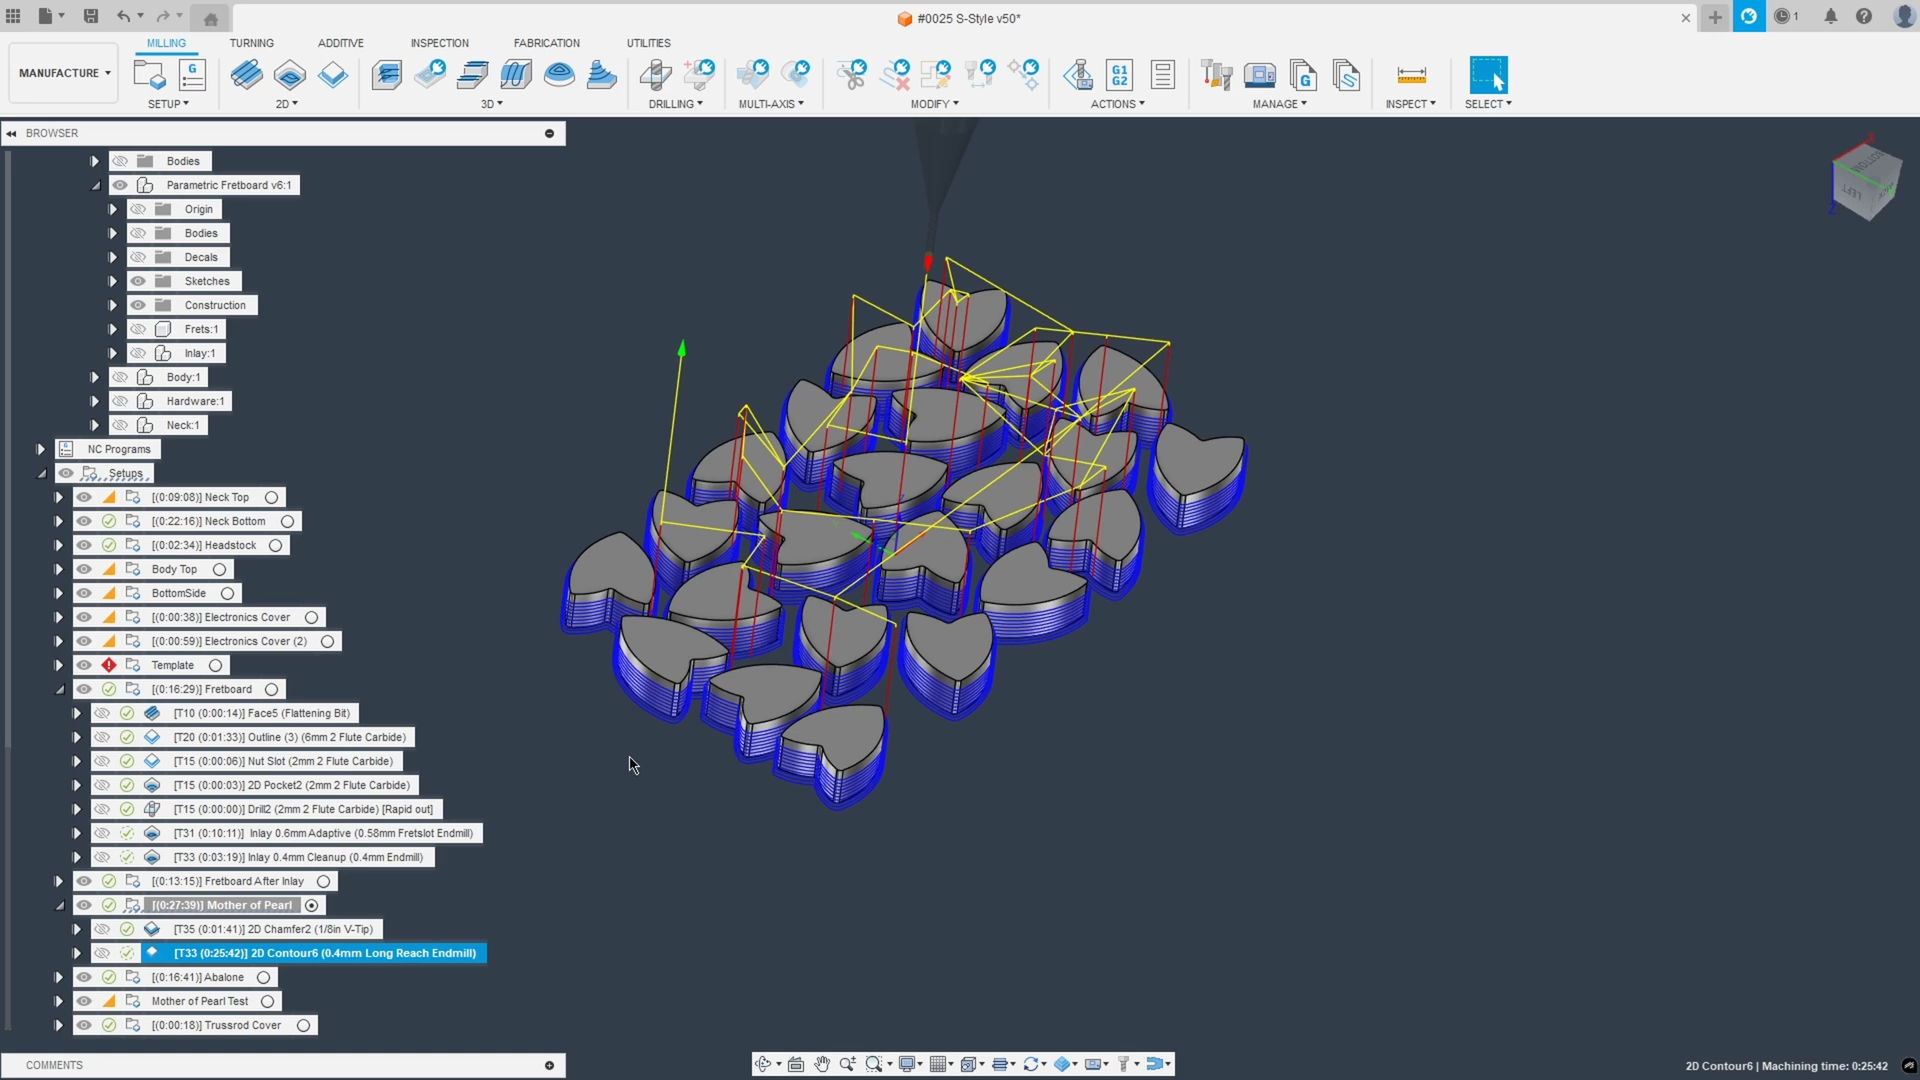 #0025 S-Style v50*
1
MILLING
TURNING
ADDITIVE
INSPECTION
FABRICATION
UTILITIES
MANUFACTURE
G
G1
G2
G
SETUP
2D
3D
DRILLING
MULTI-AXIS
MODIFY
ACTIONS
MANAGE
INSPECT
SELECT
BROWSER
Bodies
Parametric Fretboard v6:1
Origin
Bodies
Decals
Sketches
Construction
Frets:1
Inlay:1
Body:1
Hardware:1
Neck:1
NC Programs
Setups
[(0:09:08)] Neck Top
[(0:22:16)] Neck Bottom
[(0:02:34)] Headstock
Body Top
BottomSide
[(0:00:38)] Electronics Cover
[(0:00:59)] Electronics Cover (2)
Template
[(0:16:29)] Fretboard
[T10 (0:00:14)] Face5 (Flattening Bit)
[T20 (0:01:33)] Outline (3) (6mm 2 Flute Carbide)
[T15 (0:00:06)] Nut Slot (2mm 2 Flute Carbide)
[T15 (0:00:03)] 2D Pocket2 (2mm 2 Flute Carbide)
[T15 (0:00:00)] Drill2 (2mm 2 Flute Carbide) [Rapid out]
[T31 (0:10:11)] Inlay 0.6mm Adaptive (0.58mm Fretslot Endmill)
[T33 (0:03:19)] Inlay 0.4mm Cleanup (0.4mm Endmill)
[(0:13:15)] Fretboard After Inlay
[(0:27:39)] Mother of Pearl
[T35 (0:01:41)] 2D Chamfer2 (1/8in V-Tip)
[T33 (0:25:42)] 2D Contour6 (0.4mm Long Reach Endmill)
[(0:16:41)] Abalone
Mother of Pearl Test
[(0:00:18)] Trussrod Cover
BOTTOM
LEFT
COMMENTS
2D Contour6 | Machining time: 0:25:42